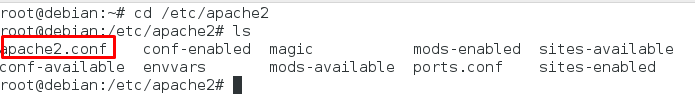 root@debian:~# cd /etc/apache2
root@debian:/etc/apache2# ls
apache2.conf    conf-enabled  magic           mods-enabled  sites-available
conf-available  envvars       mods-available  ports.conf    sites-enabled
root@debian:/etc/apache2#